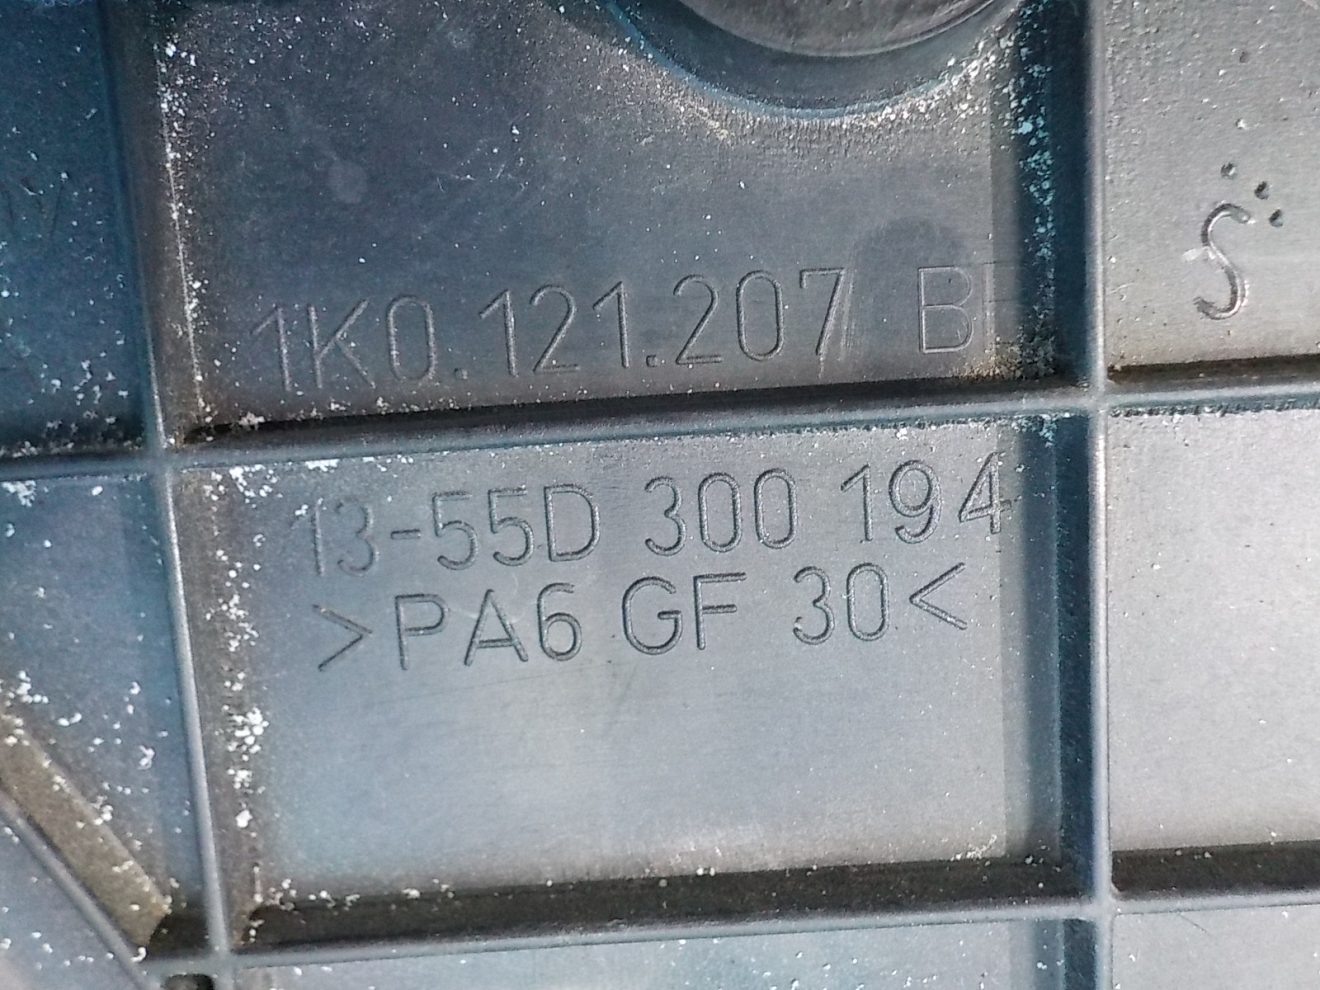 1K0.121.207 B
S
13-55D 300 194
>PA6 GF 30<